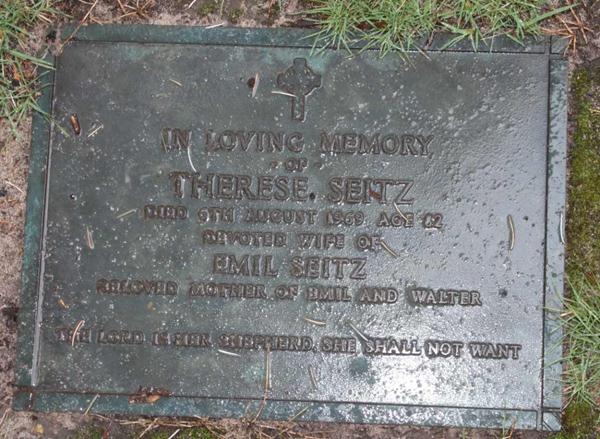 IN LOVING MEMORY
- OF -
THERESE SEITZ
DIED 6TH AUGUST 1969, AGE 82
DEVOTED WIFE OF
EMIL SEITZ
BELOVED MOTHER OF EMIL AND WALTER
THE LORD IS HER SHEPHERD, SHE SHALL NOT WANT